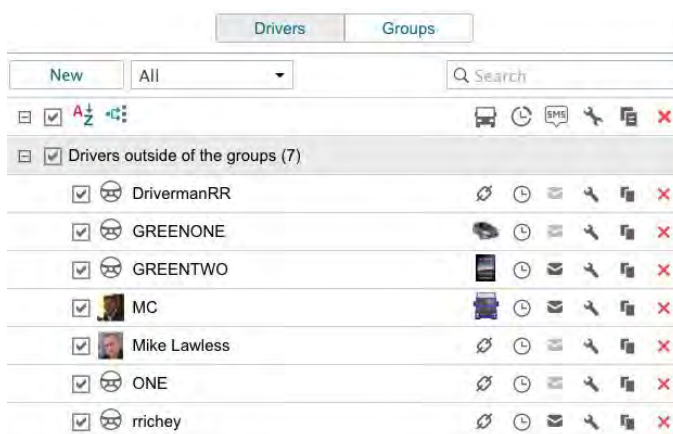 Drivers Groups
New All Search
A Z SMS
Drivers outside of the groups (7)
DrivermanRR
GREENONE
GREENTWO
MC
Mike Lawless
ONE
rrichey